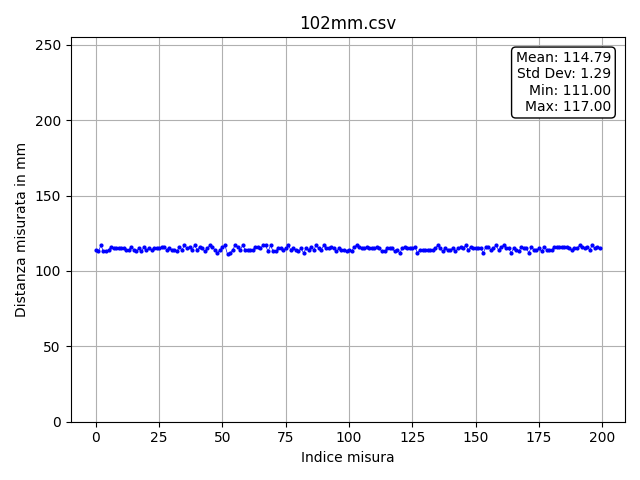 102mm.csv
Mean: 114.79
Std Dev: 1.29
Min: 111.00
Max: 117.00
Distanza misurata in mm
250
200
150
100
50
0
0 25 50 75 100 125 150 175 200
Indice misura